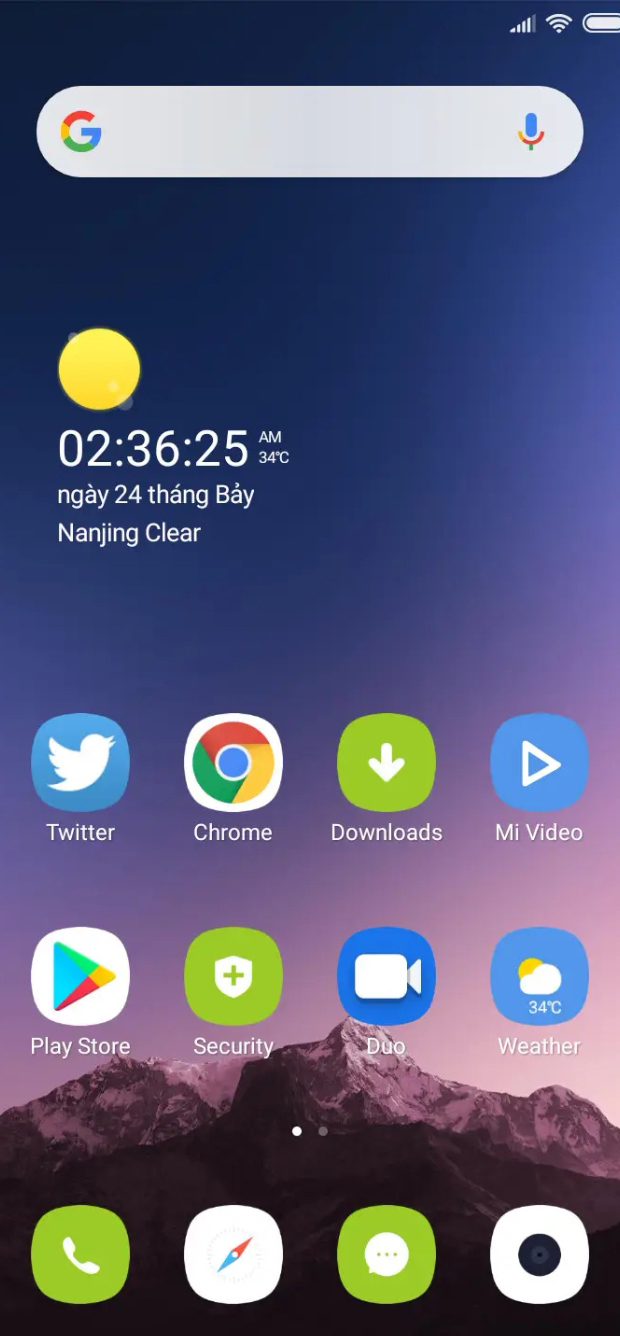 02:36:25 AM
34℃
ngày 24 tháng Bảy
Nanjing Clear
Twitter
Chrome
Downloads
Mi Video
34℃
Play Store
Security
Duo
Weather